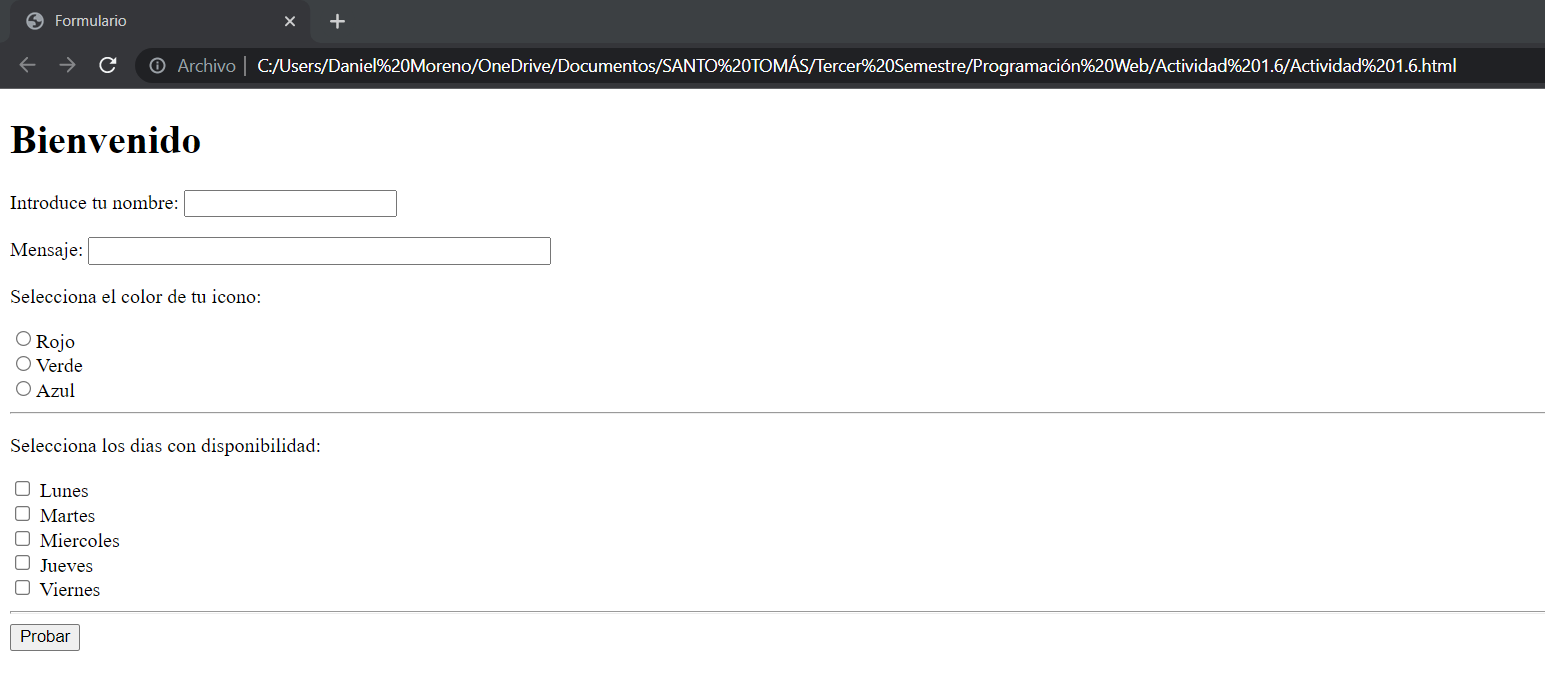 Formulario
Archivo | C:/Users/Daniel%20Moreno/OneDrive/Documentos/SANTO%20TOMÁS/Tercer%20Semestre/Programación%20Web/Actividad%201.6/Actividad%201.6.html
Bienvenido
Introduce tu nombre:
Mensaje:
Selecciona el color de tu icono:
Rojo
Verde
Azul
Selecciona los dias con disponibilidad:
Lunes
Martes
Miercoles
Jueves
Viernes
Probar